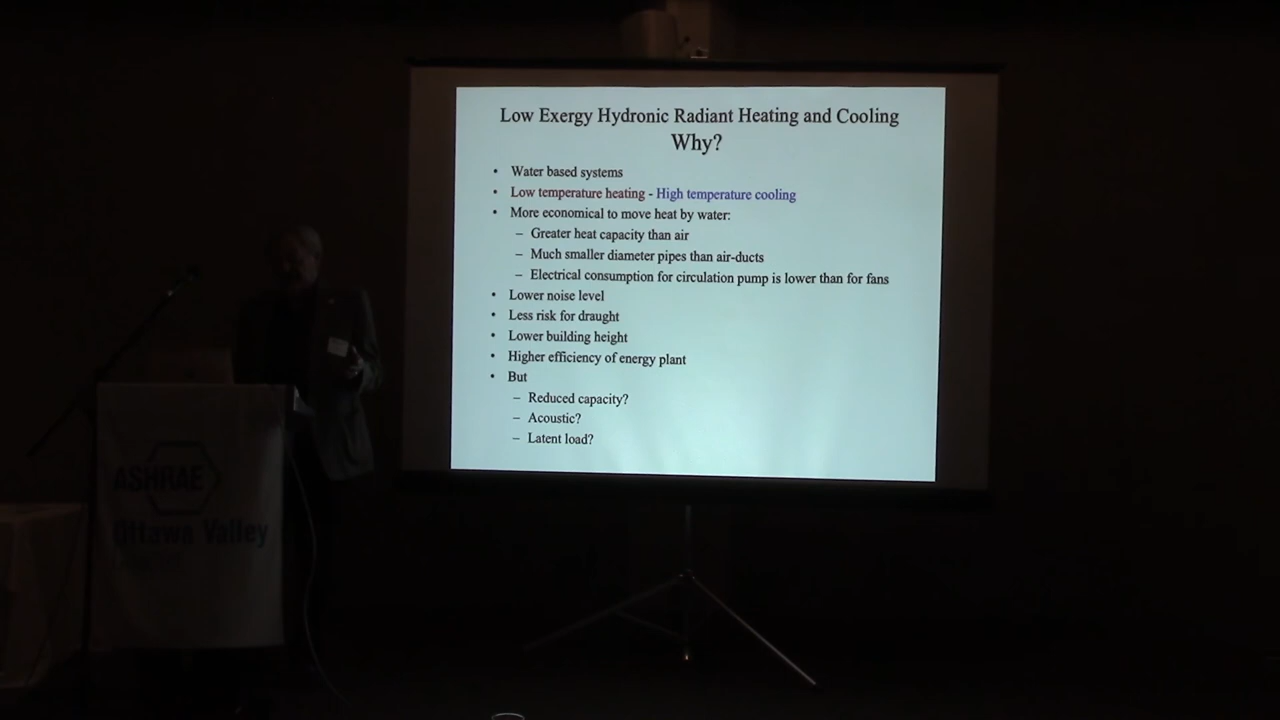 Low Exergy Hydronic Radiant Heating and Cooling
Why?
• Water based systems
• Low temperature heating - High temperature cooling
• More economical to move heat by water:
– Greater heat capacity than air
– Much smaller diameter pipes than air-ducts
– Electrical consumption for circulation pump is lower than for fans
• Lower noise level
• Less risk for draught
• Lower building height
• Higher efficiency of energy plant
• But
– Reduced capacity?
– Acoustic?
– Latent load?
ASHRAE
Ottawa Valley